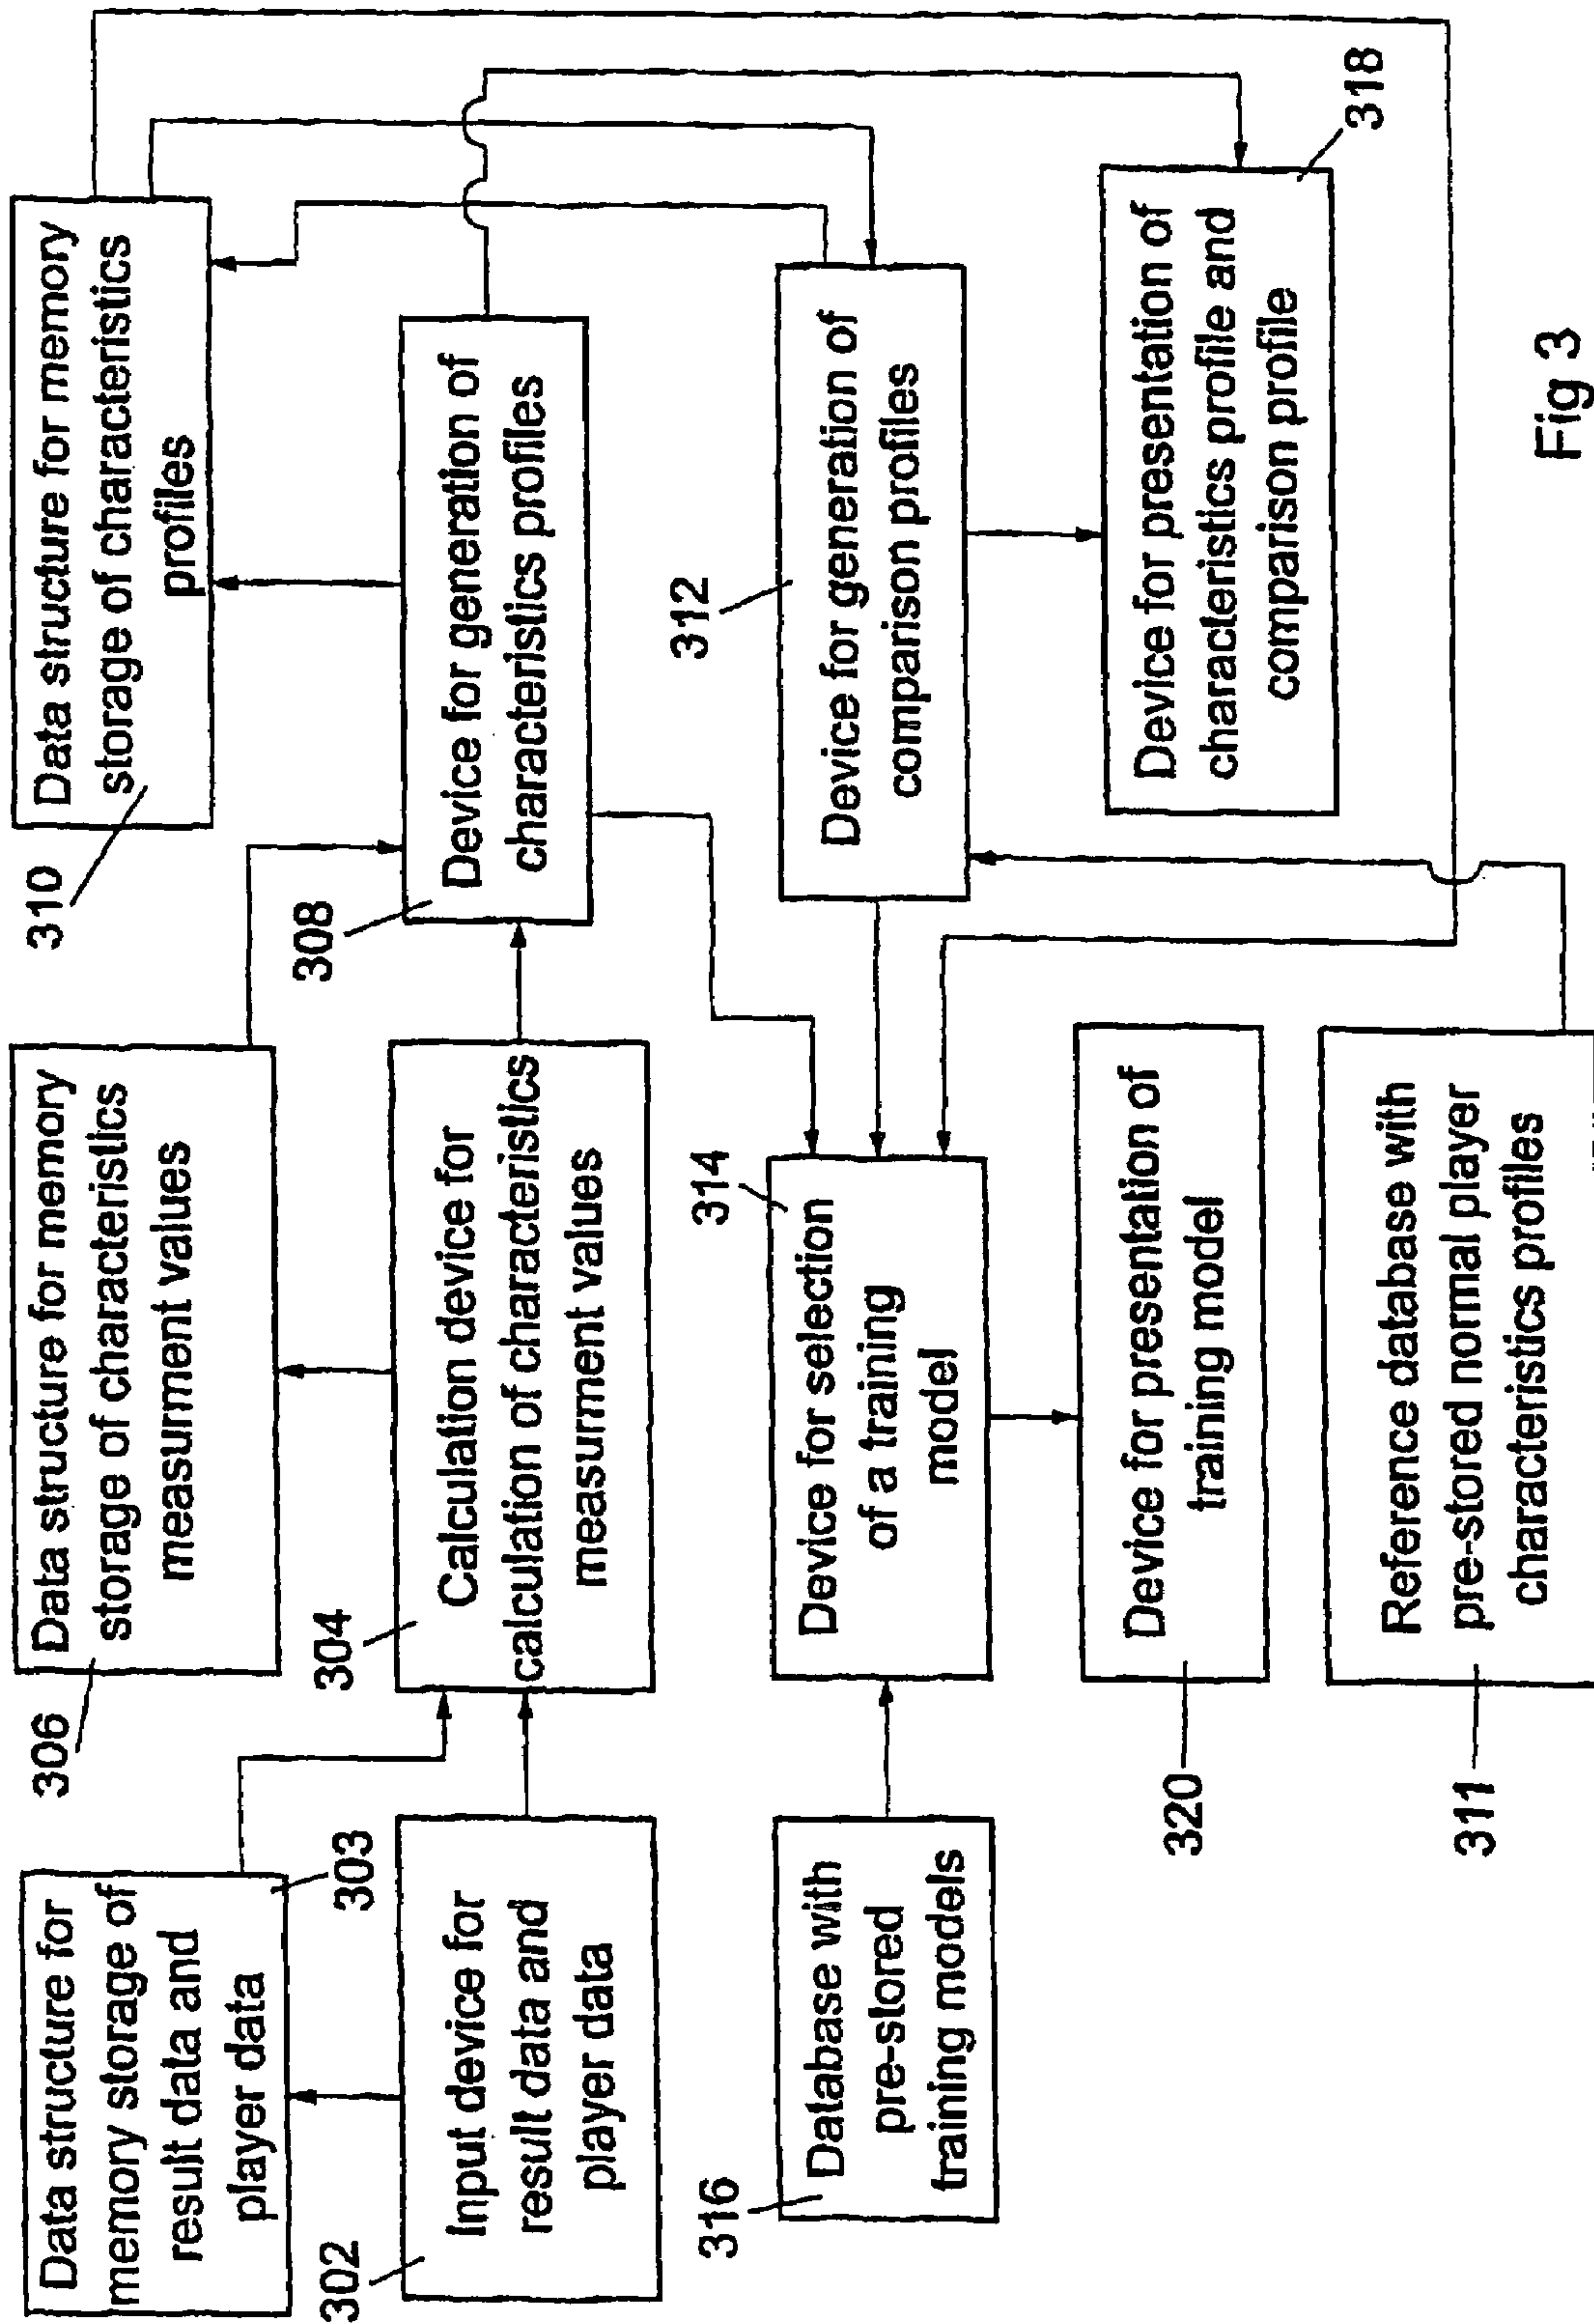 Data structure for
memory storage of
result data and
player data
303
306
Data structure for memory
storage of characteristics
measurment values
310
Data structure for memory
storage of characteristics
profiles
302
Input device for
result data and
player data
304
Calculation device for
calculation of characteristics
measurment values
308
Device for generation of
characteristics profiles
316
Database with
pre-stored
training models
314
Device for selection
of a training
model
312
Device for generation of
comparison profiles
320
Device for presentation of
training model
Device for presentation of
characteristics profile and
comparison profile
318
311
Reference database with
pre-stored normal player
characteristics profiles
Fig 3